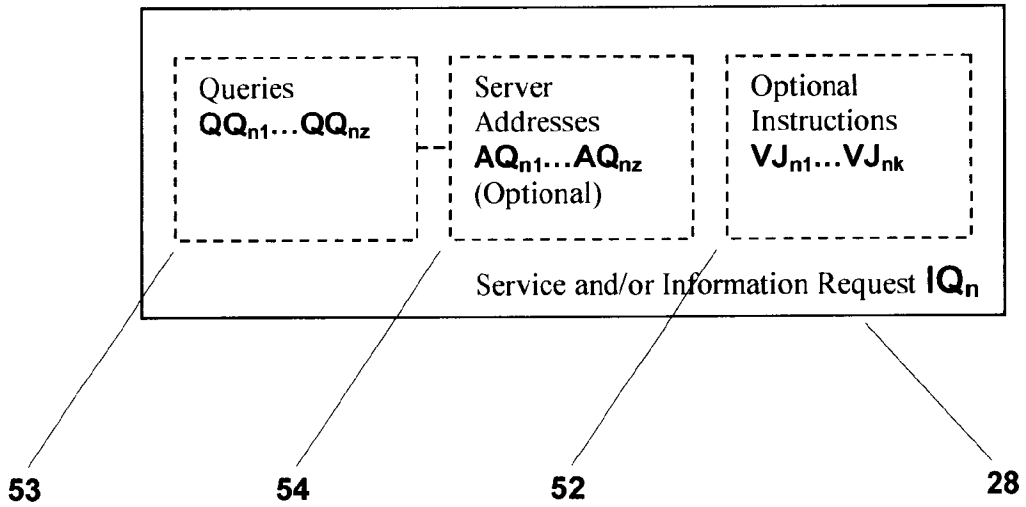 Queries
QQn1...QQnz
Server
Addresses
AQn1...AQnz
(Optional)
Optional
Instructions
VJn1...VJnk
Service and/or Information Request IQn
53
54
52
28